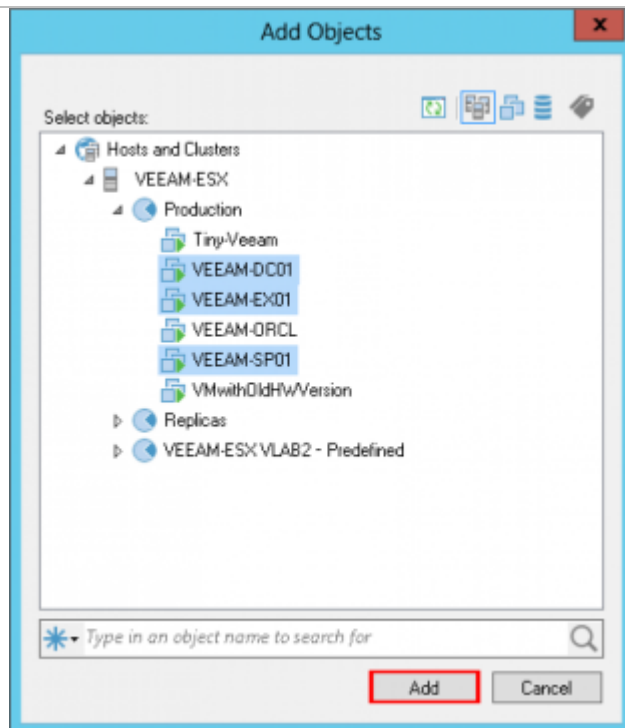 Add Objects
x
Select objects:
Hosts and Clusters
VEEAM-ESX
Production
Tiny-Veeam
VEEAM-DC01
VEEAM-EX01
VEEAM-ORCL
VEEAM-SP01
VMwithOldHWVersion
Replicas
VEEAM-ESX VLAB2 - Predefined
Type in an object name to search for
Add Cancel